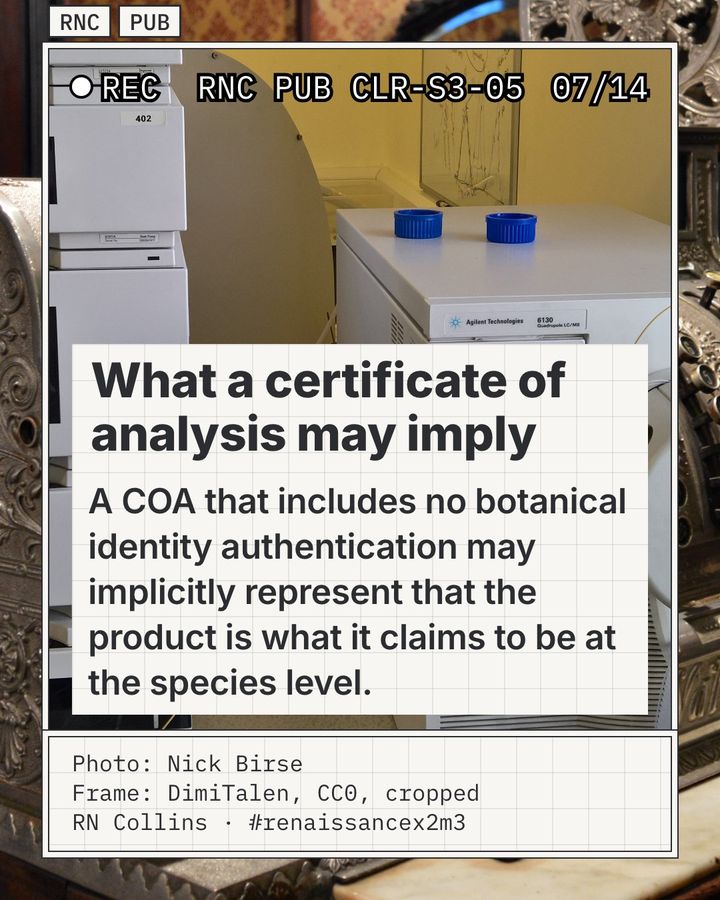 RNC PUB
REC RNC PUB CLR-S3-05 07/14
402
Agilent Technologies 6130
Quadrupole LC/MS
What a certificate of
analysis may imply
A COA that includes no botanical
identity authentication may
implicitly represent that the
product is what it claims to be at
the species level.
Photo: Nick Birse
Frame: DimiTalen, CC0, cropped
RN Collins · #renaissancex2m3